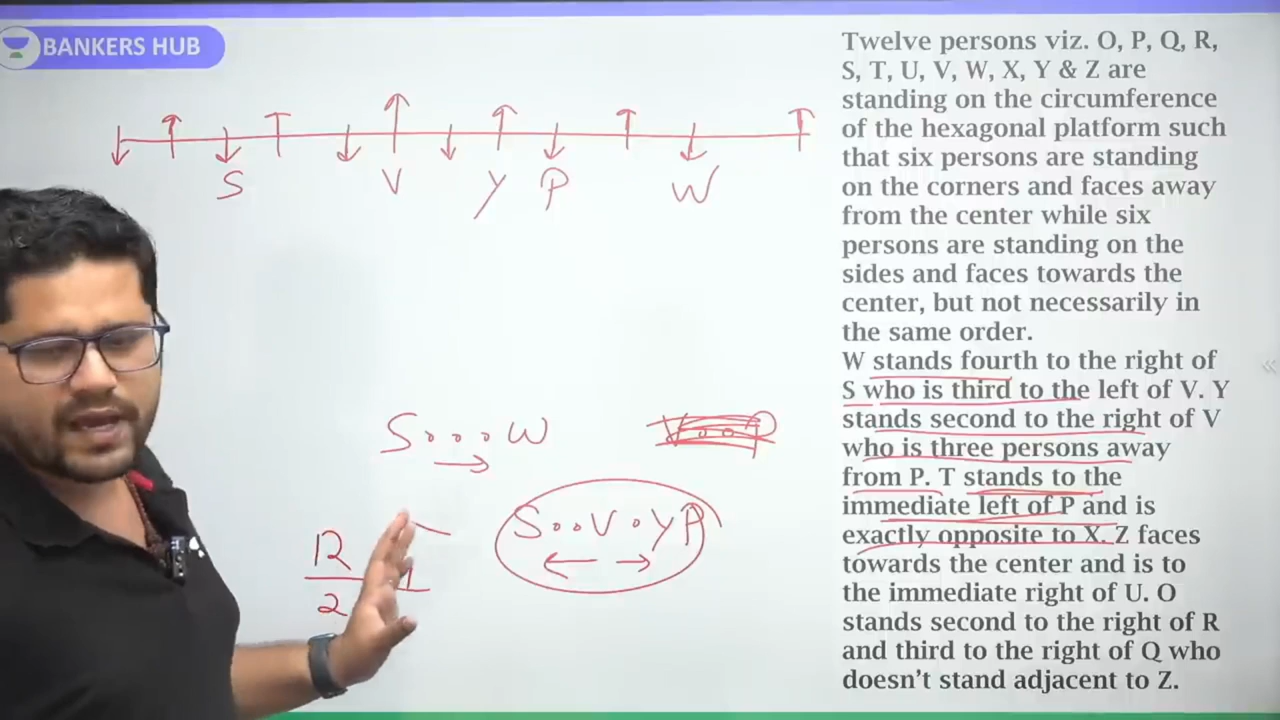 BANKERS HUB
S V Y P W
S...W V..P
S..V.YP
12
2
Twelve persons viz. O, P, Q, R,
S, T, U, V, W, X, Y & Z are
standing on the circumference
of the hexagonal platform such
that six persons are standing
on the corners and faces away
from the center while six
persons are standing on the
sides and faces towards the
center, but not necessarily in
the same order.
W stands fourth to the right of
S who is third to the left of V. Y
stands second to the right of V
who is three persons away
from P. T stands to the
immediate left of P and is
exactly opposite to X. Z faces
towards the center and is to
the immediate right of U. O
stands second to the right of R
and third to the right of Q who
doesn't stand adjacent to Z.